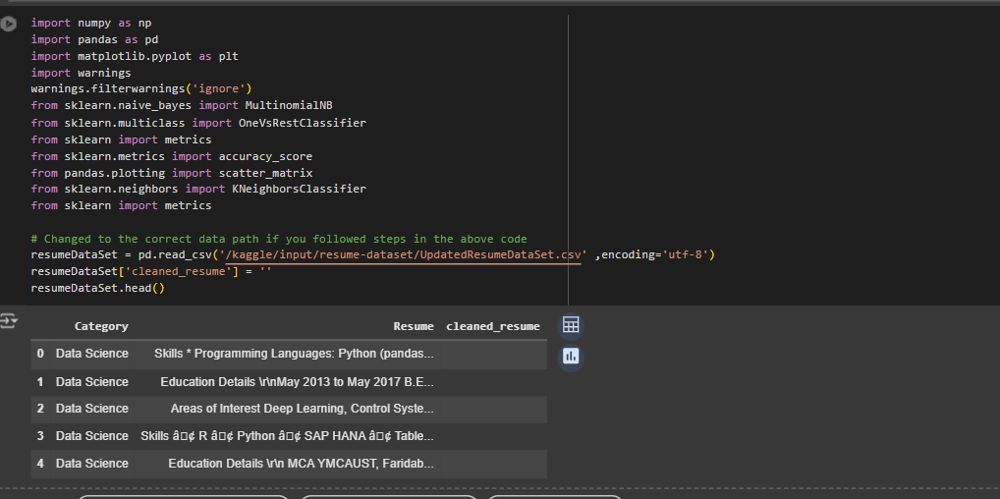 import numpy as np
import pandas as pd
import matplotlib.pyplot as plt
import warnings
warnings.filterwarnings('ignore')
from sklearn.naive_bayes import MultinomialNB
from sklearn.multiclass import OneVsRestClassifier
from sklearn import metrics
from sklearn.metrics import accuracy_score
from pandas.plotting import scatter_matrix
from sklearn.neighbors import KNeighborsClassifier
from sklearn import metrics
# Changed to the correct data path if you followed steps in the above code
resumeDataSet = pd.read_csv('/kaggle/input/resume-dataset/UpdatedResumeDataSet.csv' ,encoding='utf-8')
resumeDataSet['cleaned_resume'] = ''
resumeDataSet.head()
Category Resume cleaned_resume
0 Data Science Skills * Programming Languages: Python (pandas...
1 Data Science Education Details \r\nMay 2013 to May 2017 B.E...
2 Data Science Areas of Interest Deep Learning, Control Syste...
3 Data Science Skills â□¢ R â□¢ Python â□¢ SAP HANA â□¢ Table...
4 Data Science Education Details \r\n MCA YMCAUST, Faridab...